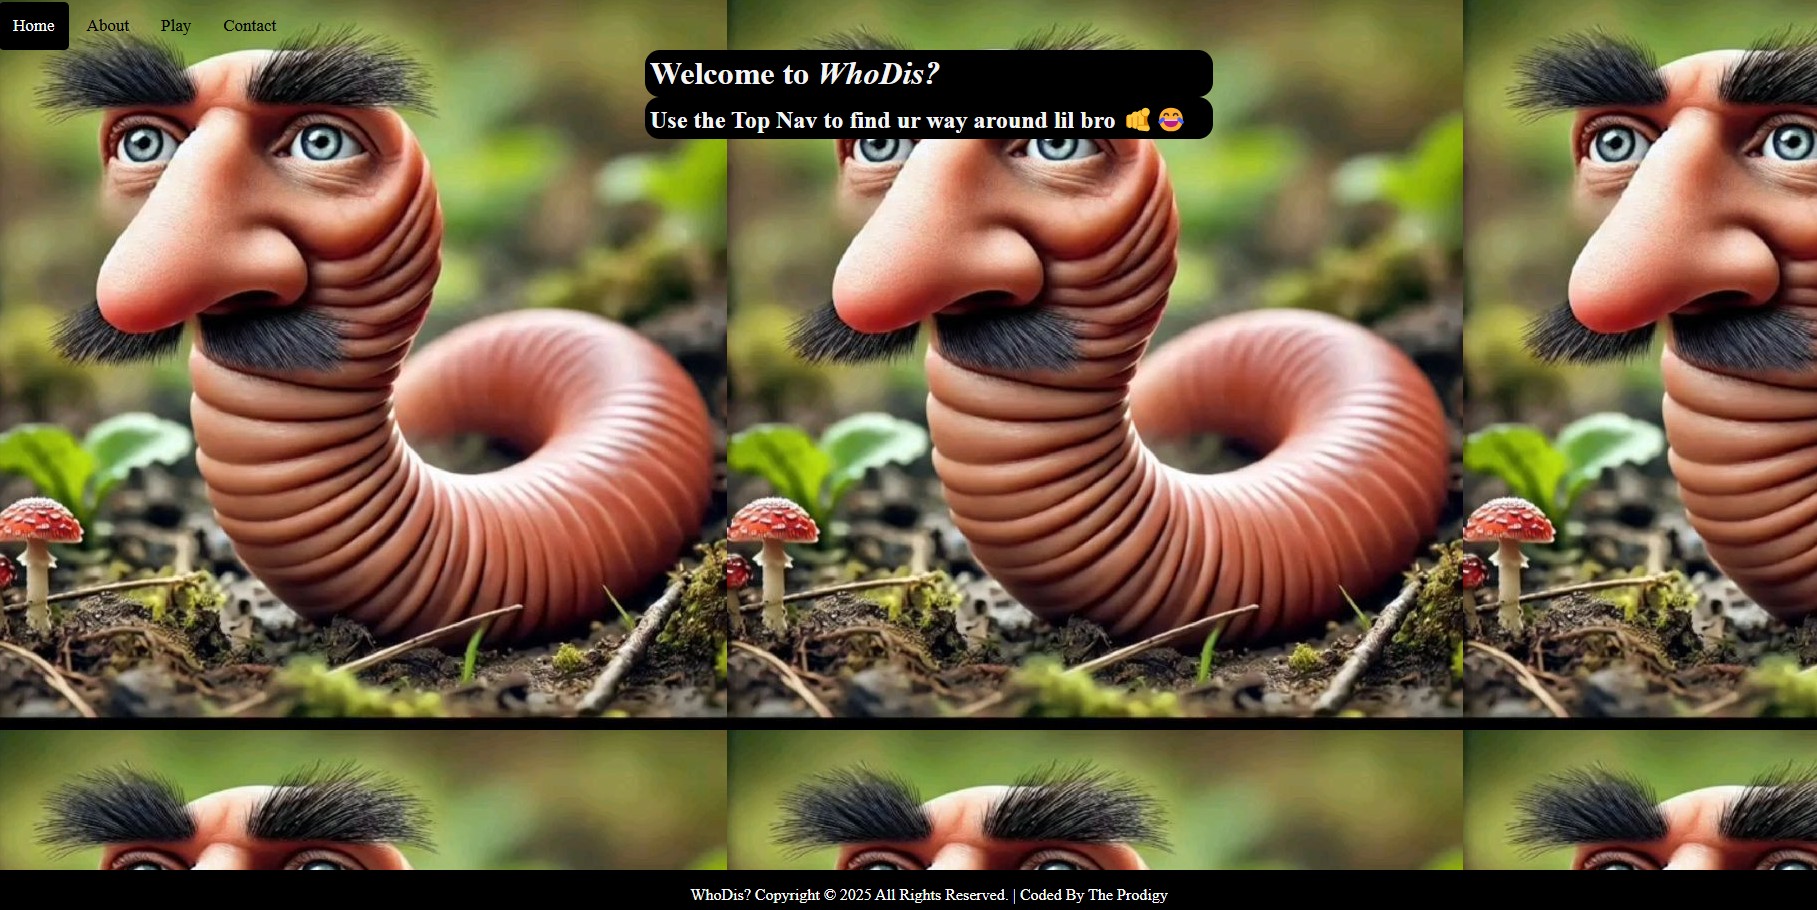 Home About Play Contact
Welcome to WhoDis?
Use the Top Nav to find ur way around lil bro 🫵 😂
WhoDis? Copyright © 2025 All Rights Reserved. | Coded By The Prodigy